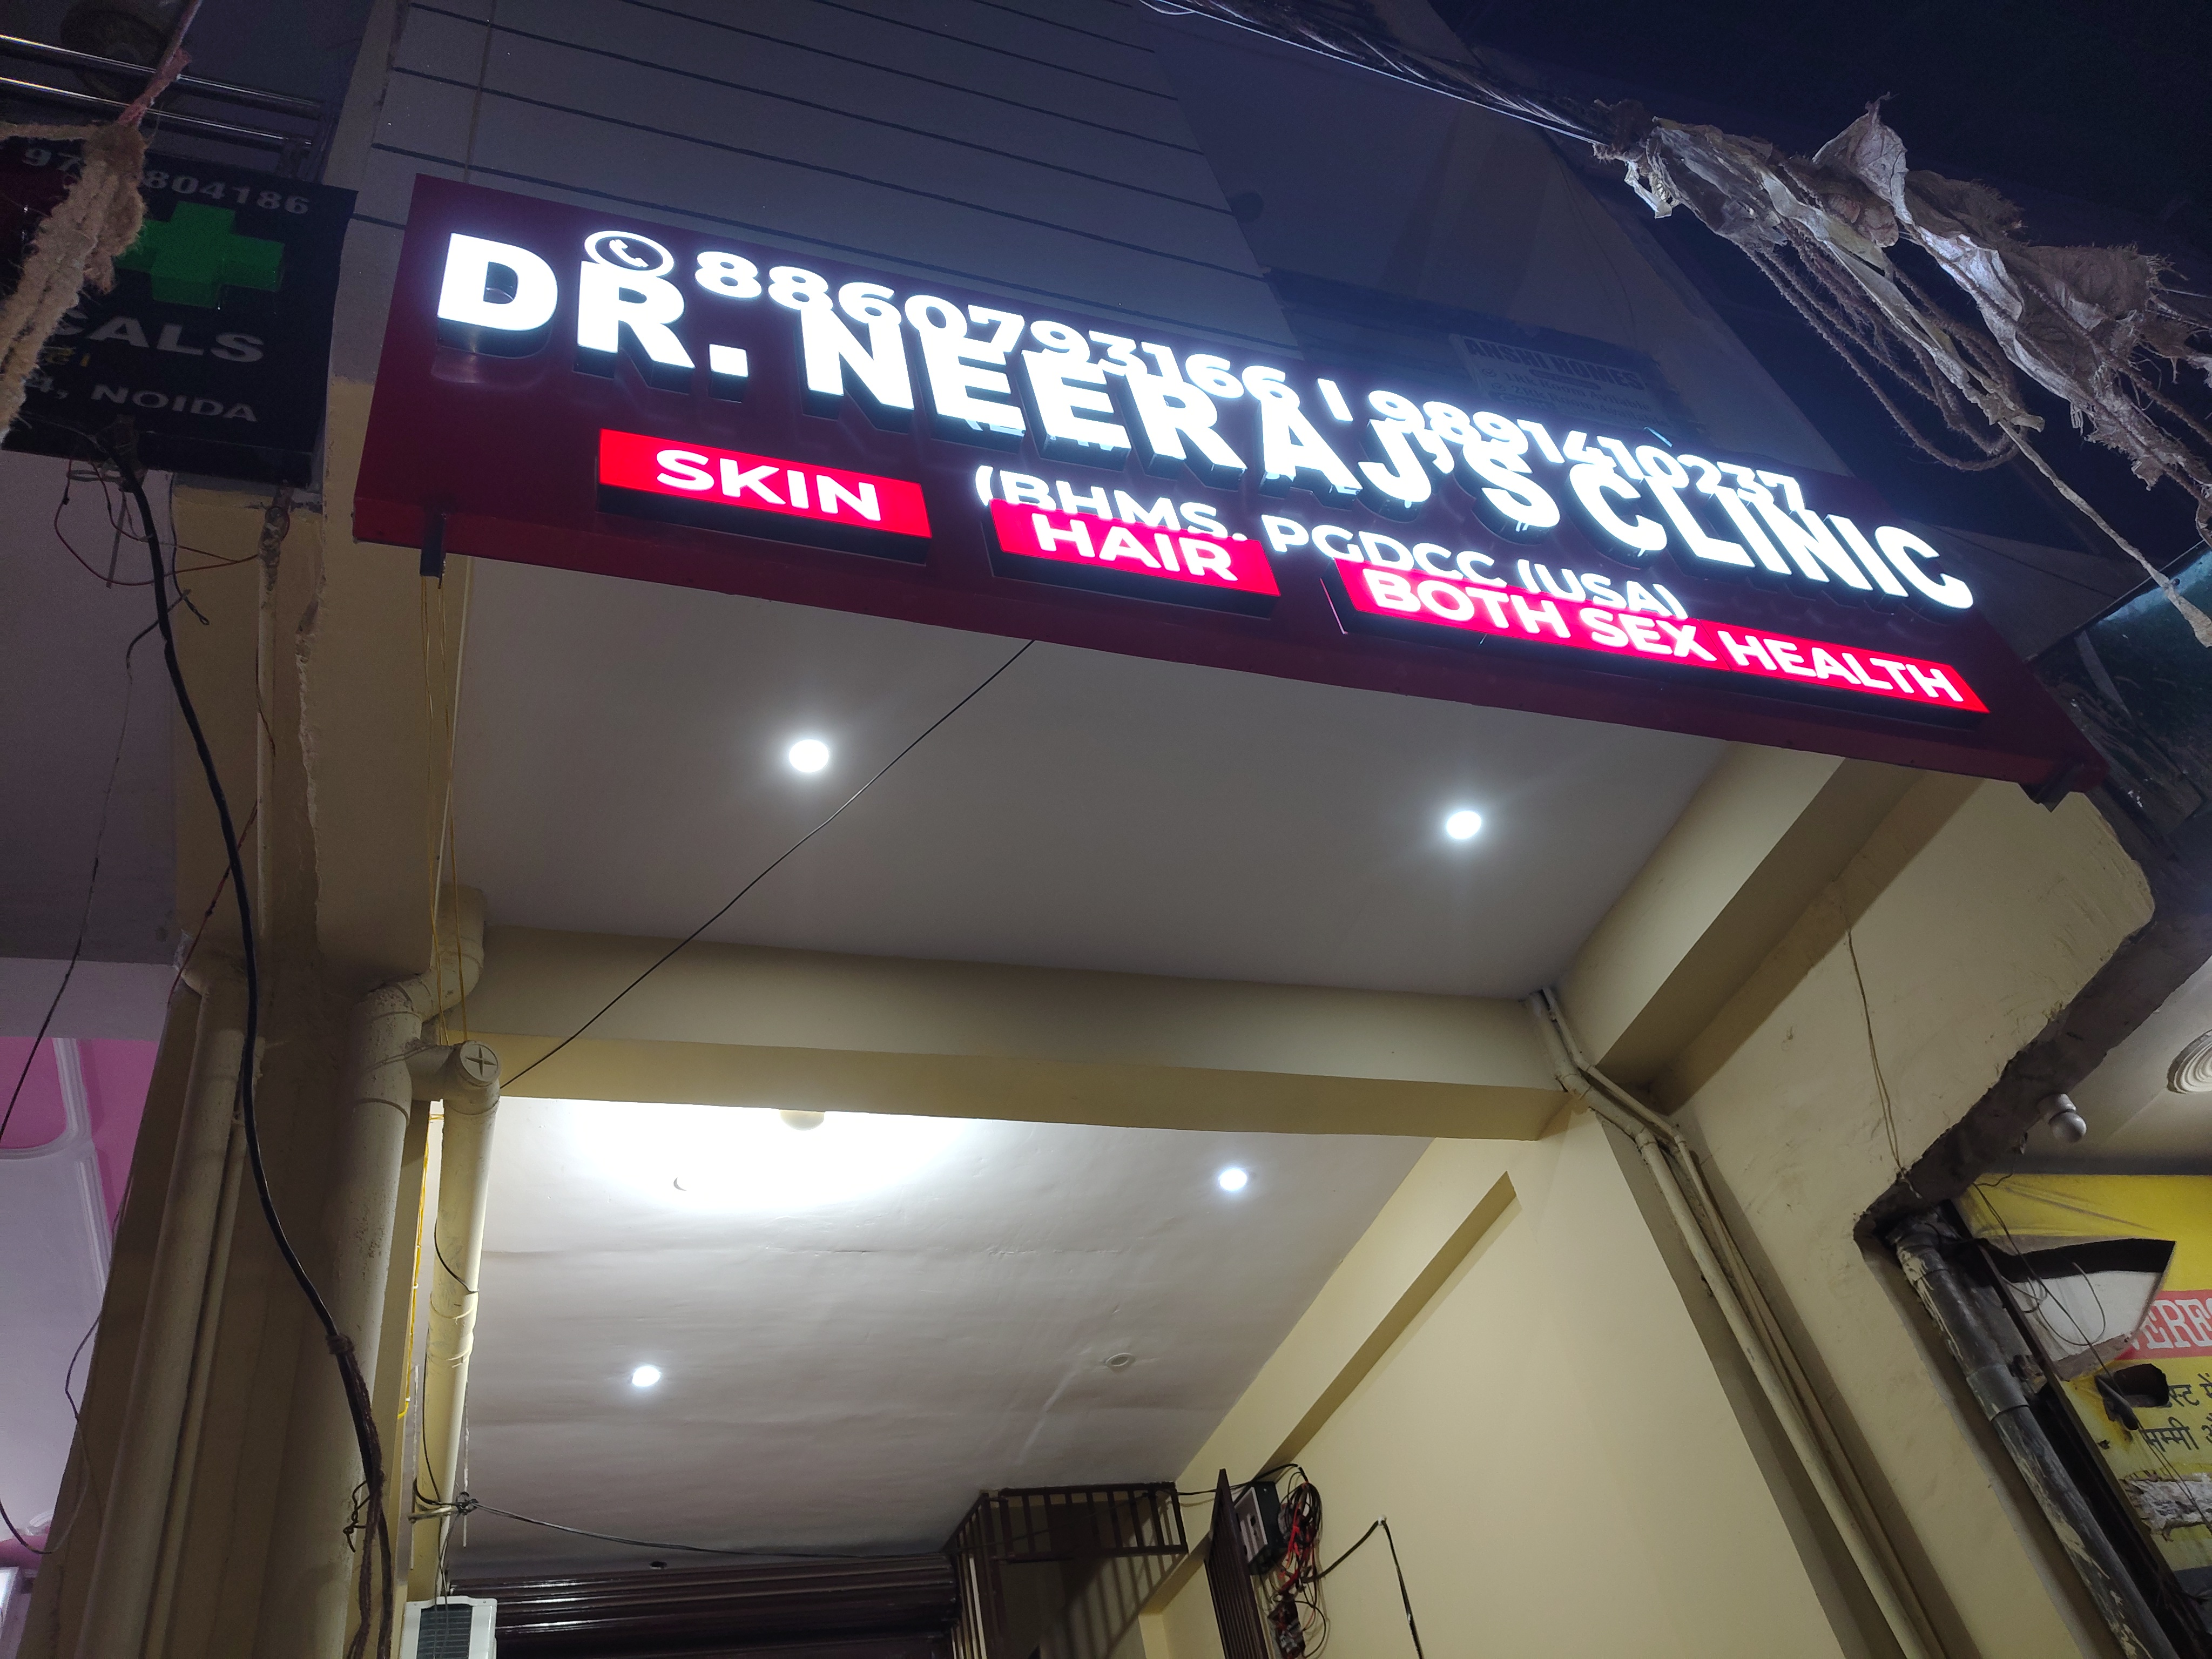 804186
CALS
, NOIDA
8860793166 | 9891410237
DR. NEERAJ'S CLINIC
(BHMS. PGDCC (USA)
SKIN
HAIR
BOTH SEX HEALTH